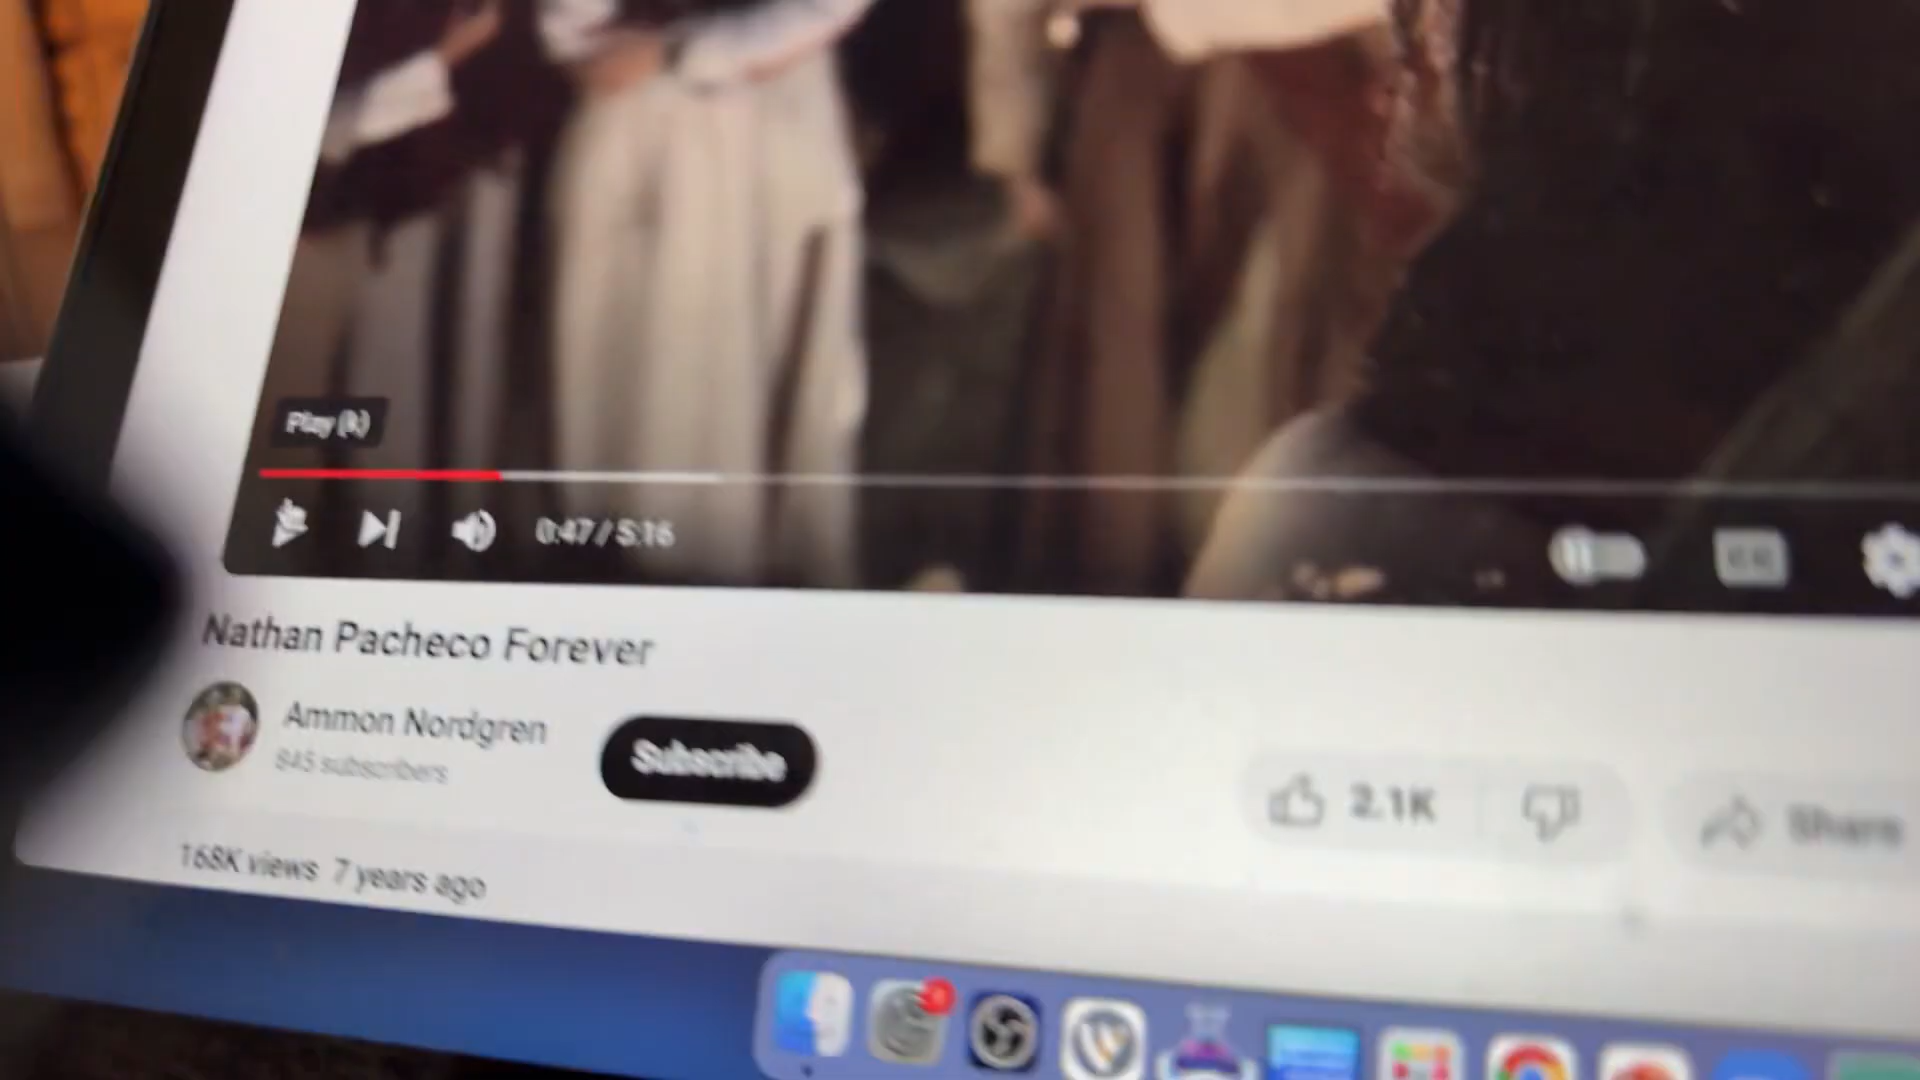 Play (k)
0:47 / 5:16
Nathan Pacheco Forever
Ammon Nordgren
845 subscribers
Subscribe
2.1K
Share
168K views 7 years ago